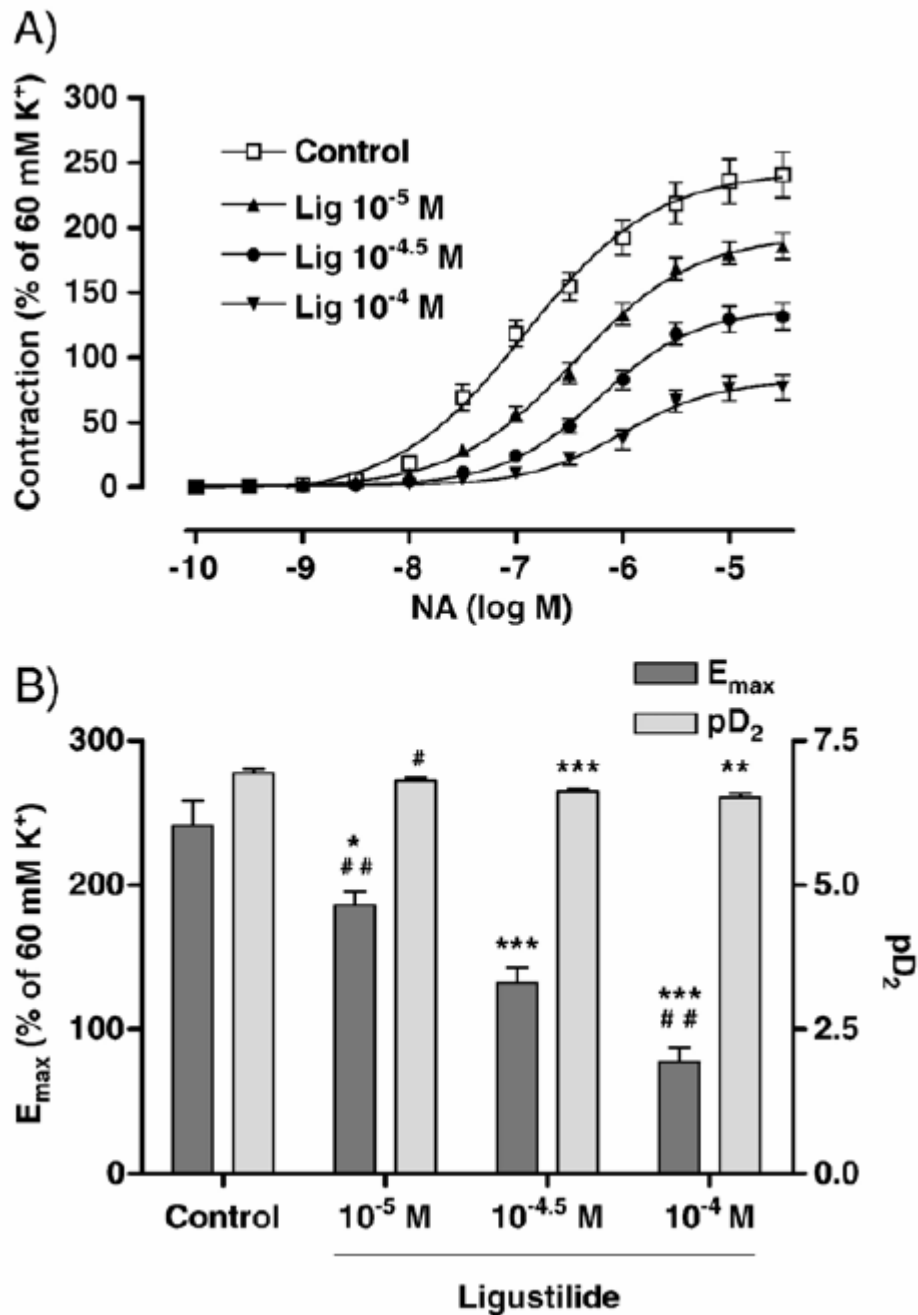 A)
Contraction (% of 60 mM K⁺)
300
250
200
150
100
50
0
Control
Lig 10⁻⁵ M
Lig 10⁻⁴·⁵ M
Lig 10⁻⁴ M
-10 -9 -8 -7 -6 -5
NA (log M)
B)
Eₘₐₓ
pD₂
Eₘₐₓ (% of 60 mM K⁺)
300
200
100
0
7.5
5.0
2.5
0.0
pD₂
*
# #
#
***
***
***
# #
**
Control 10⁻⁵ M 10⁻⁴·⁵ M 10⁻⁴ M
Ligustilide